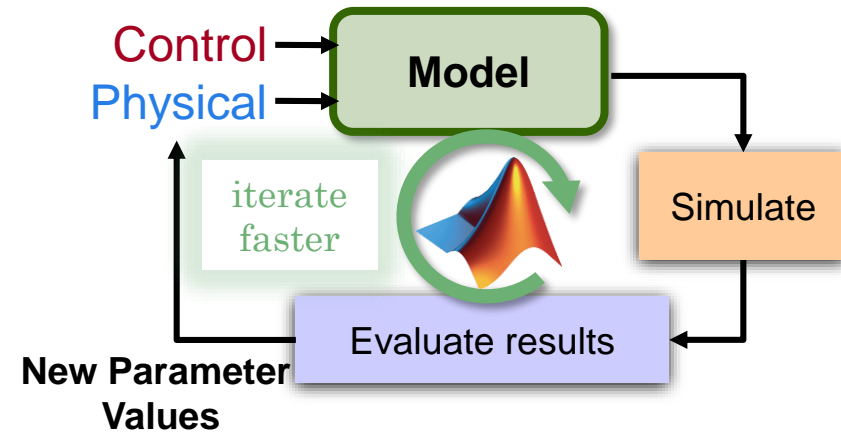 Control
Physical
Model
iterate
faster
Simulate
Evaluate results
New Parameter
Values